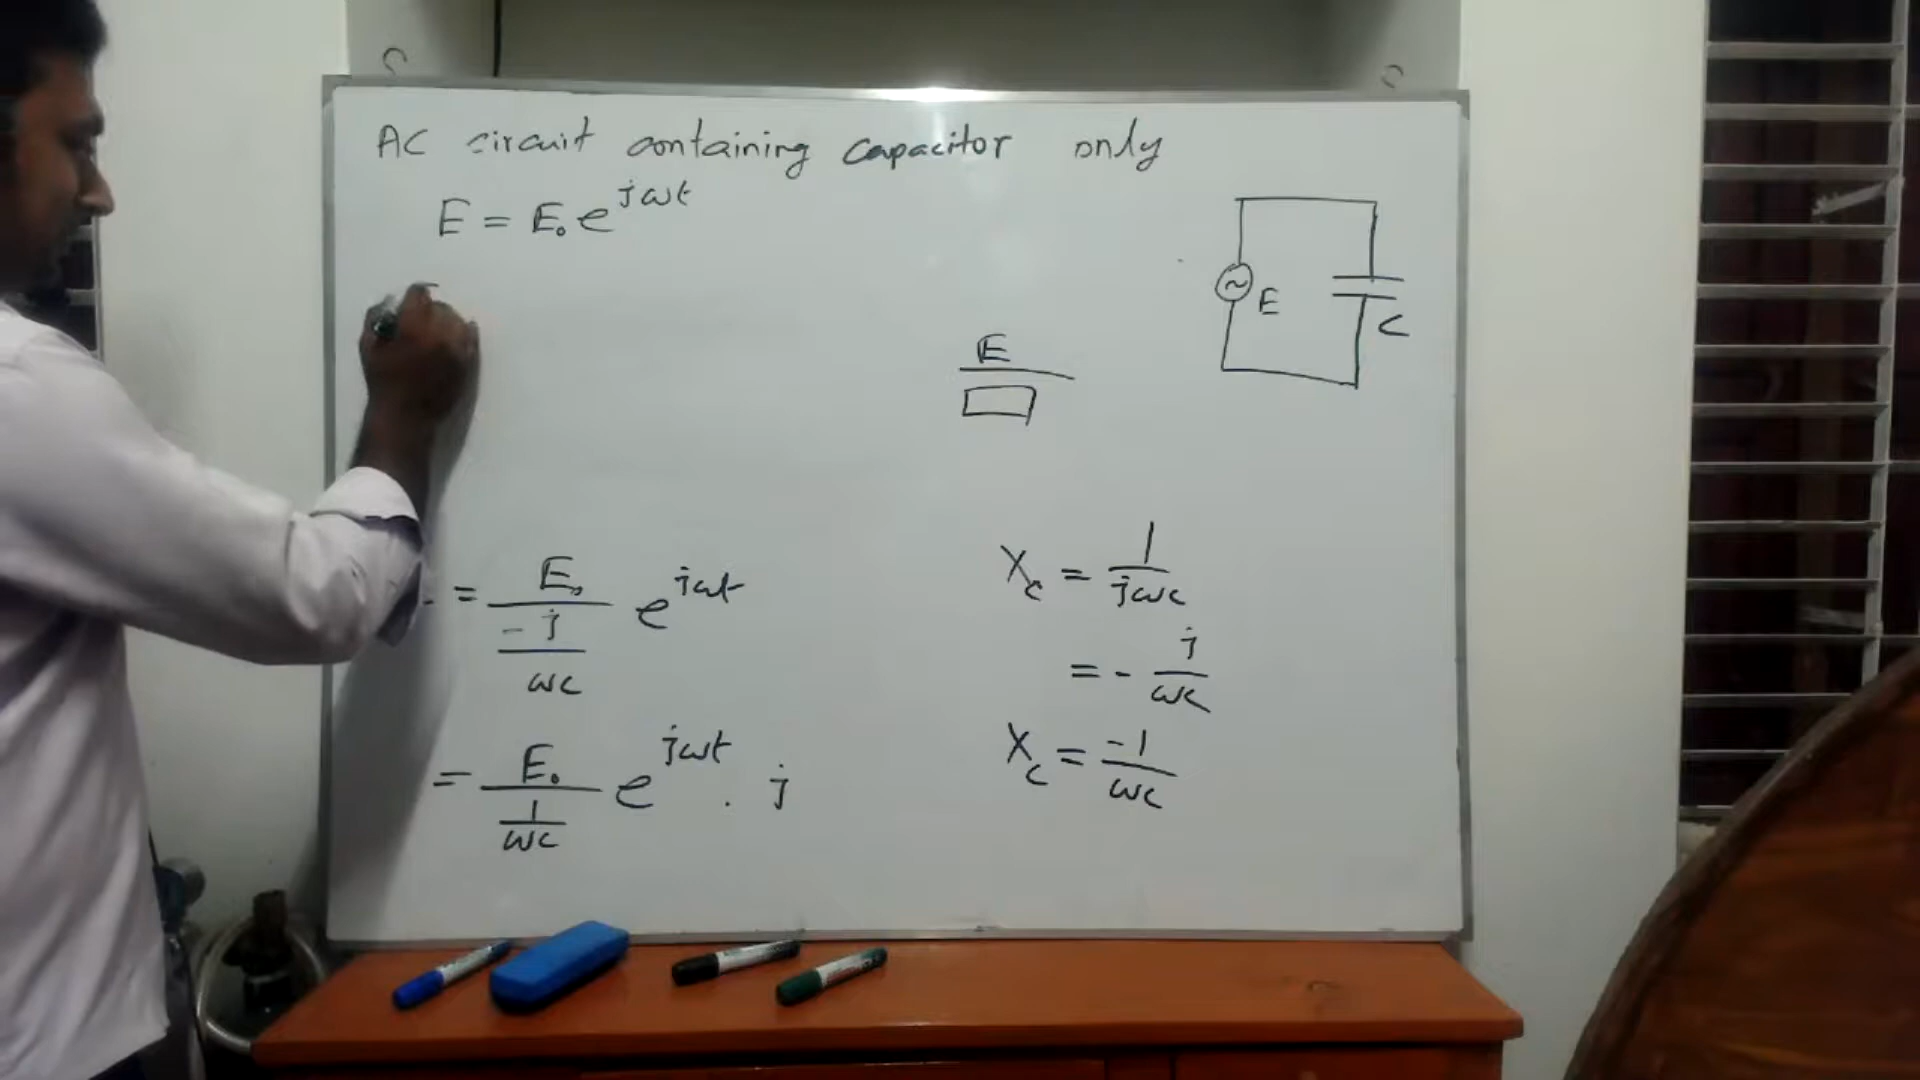 AC circuit containing capacitor only
E = E₀ e^{jωt}
E
C
E
= E₀ / (-j / ωc) e^{jωt}
= E₀ / (1 / ωc) e^{jωt} . j
X_c = 1 / jωc
= - j / ωc
X_c = -1 / ωc